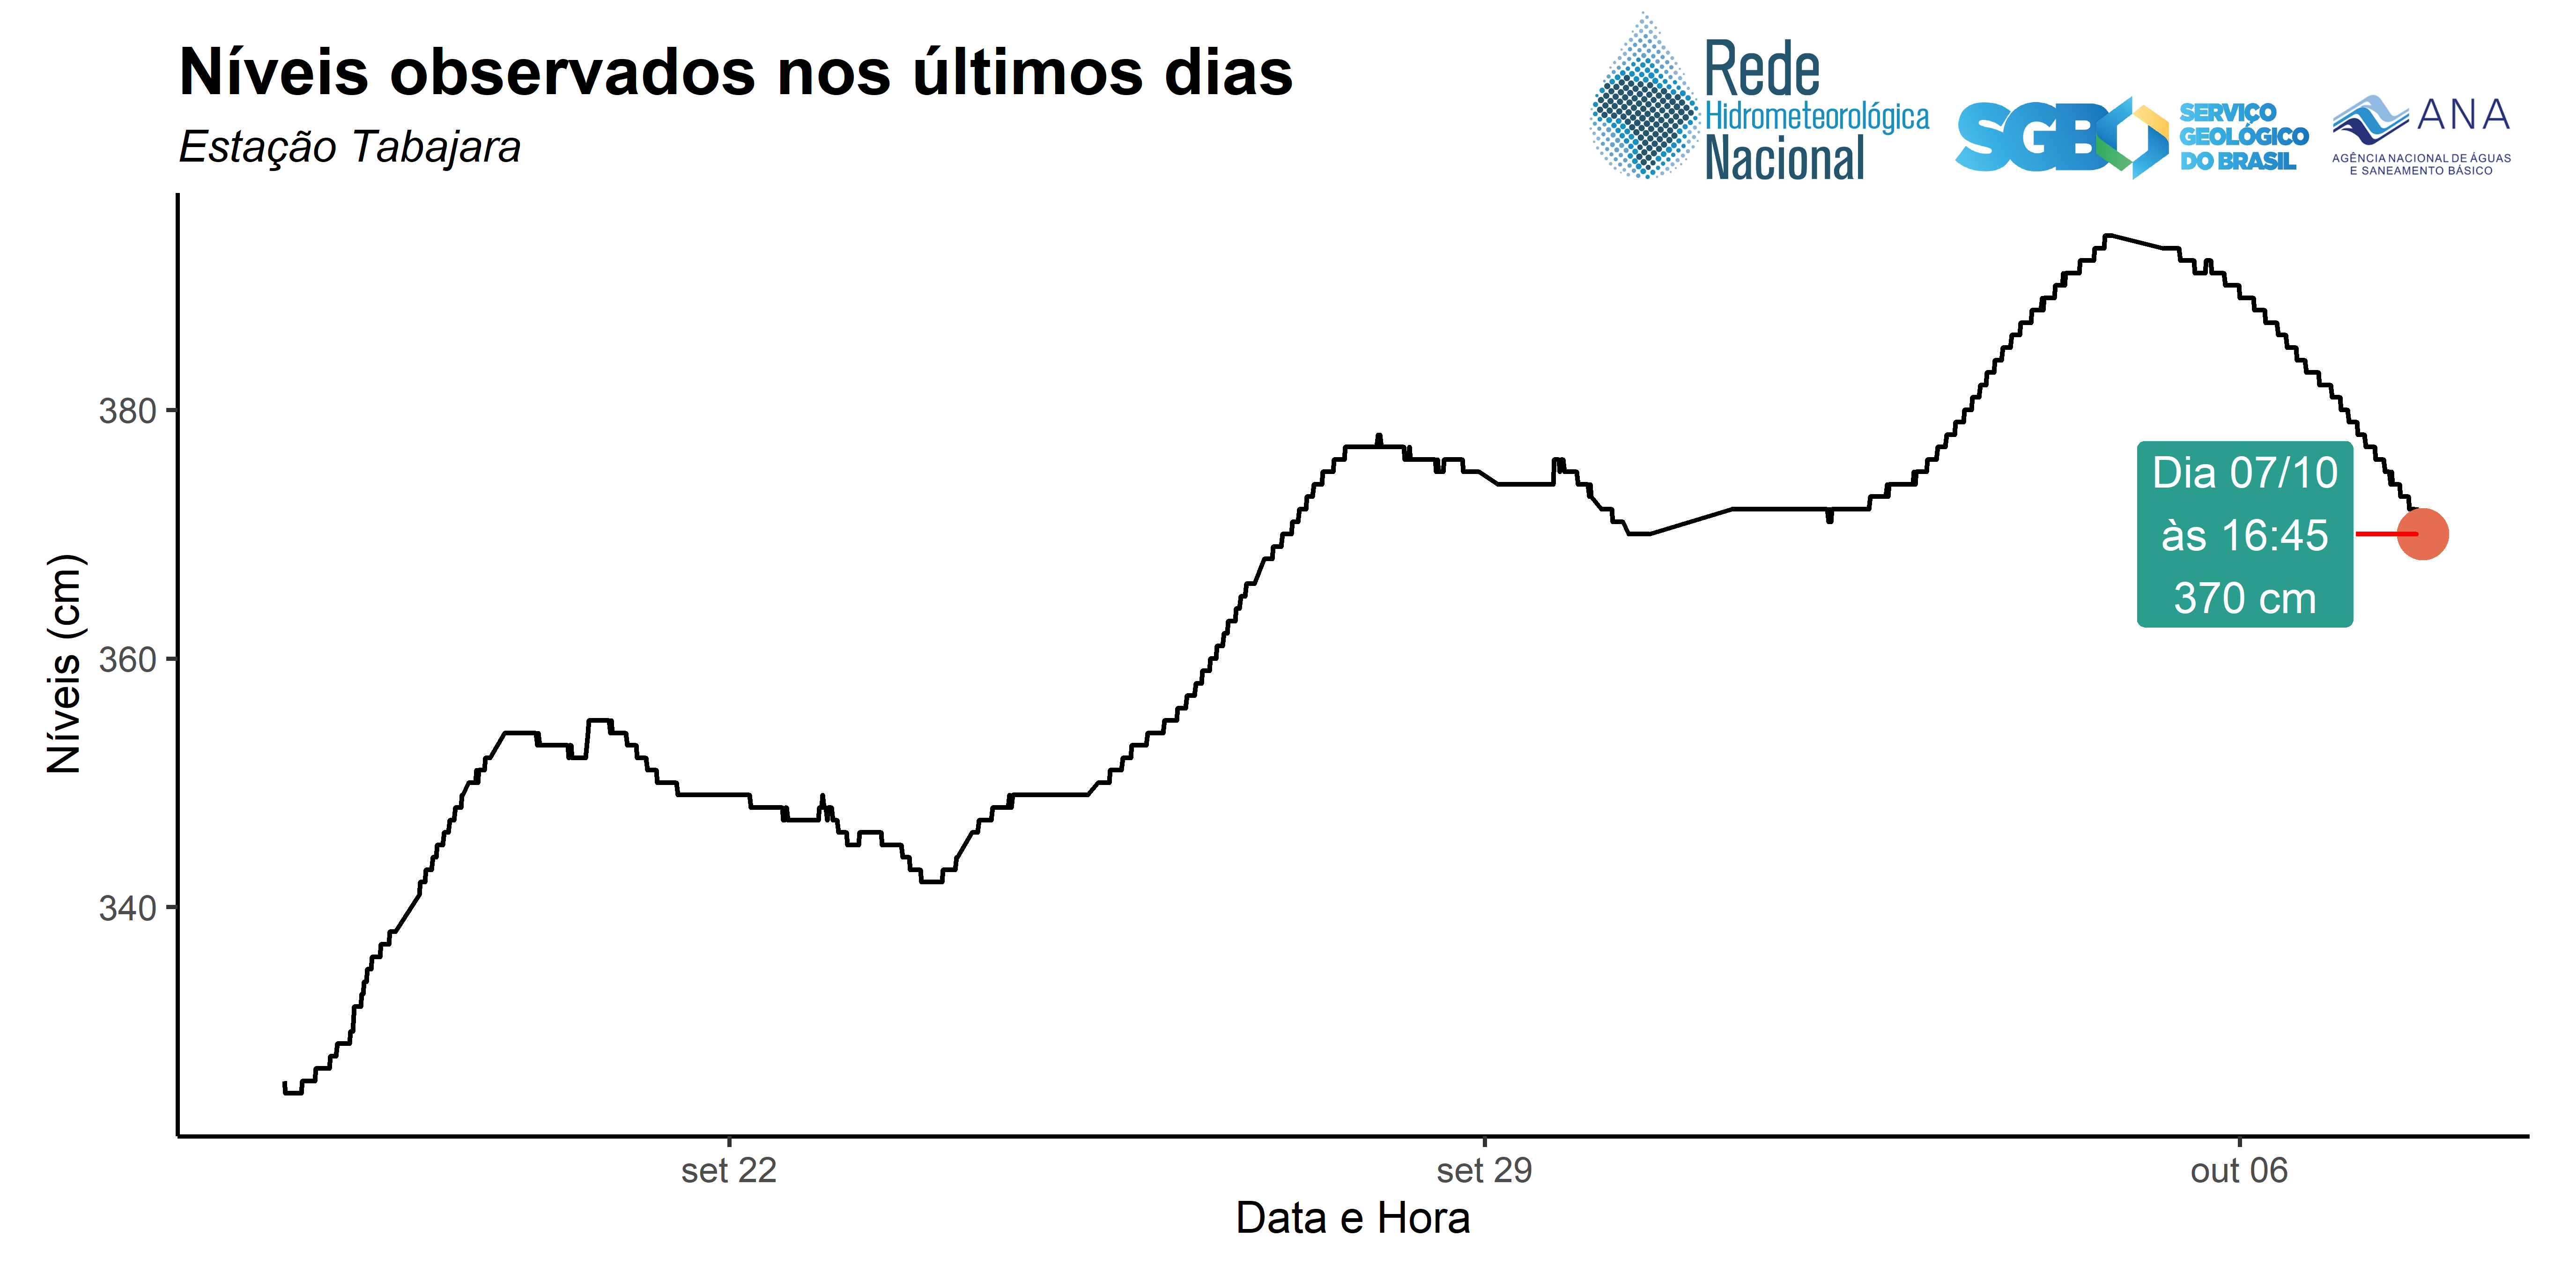 Níveis observados nos últimos dias
Estação Tabajara
Rede
Hidrometeorológica
Nacional
SGB
SERVIÇO
GEOLÓGICO
DO BRASIL
ANA
AGÊNCIA NACIONAL DE ÁGUAS
E SANEAMENTO BÁSICO
Níveis (cm)
380
360
340
Dia 07/10
às 16:45
370 cm
set 22
set 29
out 06
Data e Hora